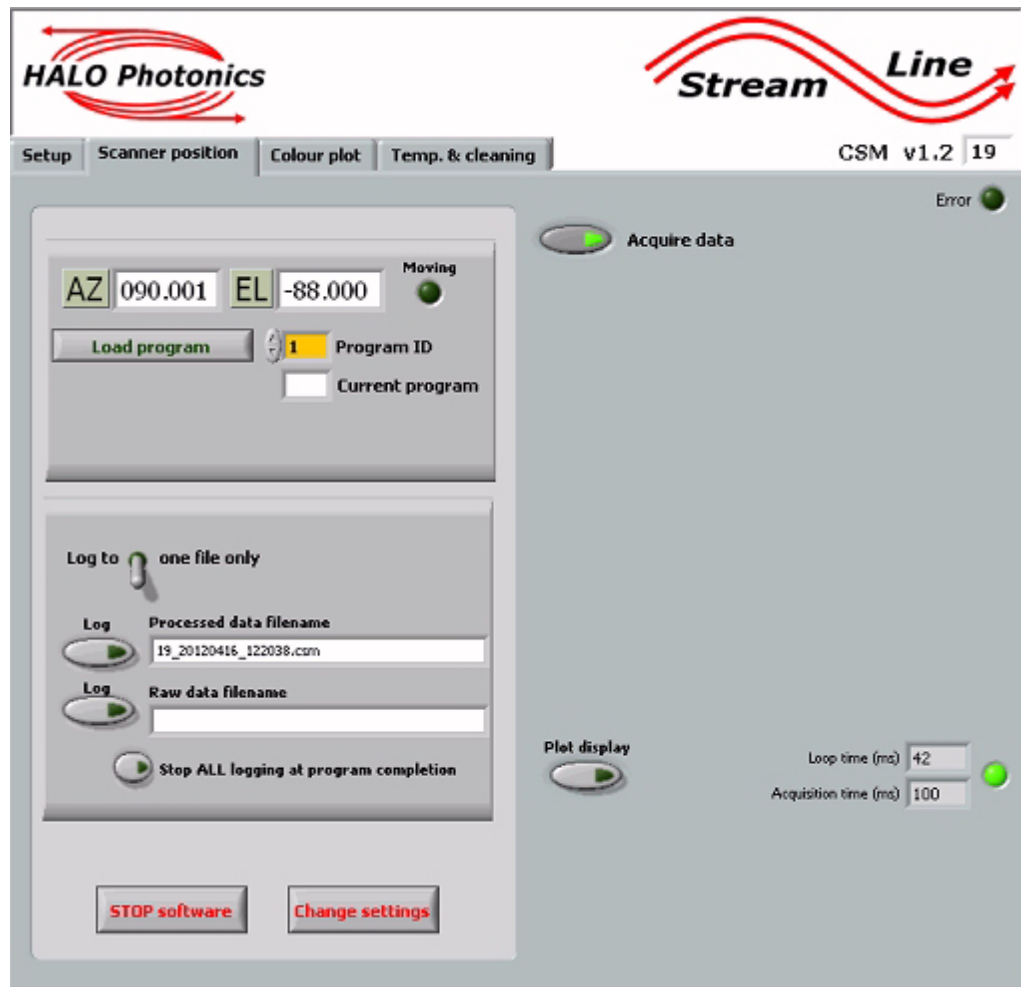 HALO Photonics
Stream Line
Setup Scanner position Colour plot Temp. & cleaning
CSM v1.2 19
Error
Acquire data
AZ 090.001 EL -88.000 Moving
Load program 1 Program ID
Current program
Log to one file only
Log Processed data filename
19_20120416_122038.csm
Log Raw data filename
Stop ALL logging at program completion
Plot display
Loop time (ms) 42
Acquisition time (ms) 100
STOP software Change settings